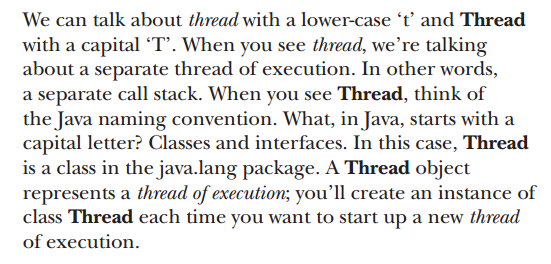 We can talk about thread with a lower-case ‘t’ and Thread
with a capital ‘T’. When you see thread, we’re talking
about a separate thread of execution. In other words,
a separate call stack. When you see Thread, think of
the Java naming convention. What, in Java, starts with a
capital letter? Classes and interfaces. In this case, Thread
is a class in the java.lang package. A Thread object
represents a thread of execution; you’ll create an instance of
class Thread each time you want to start up a new thread
of execution.